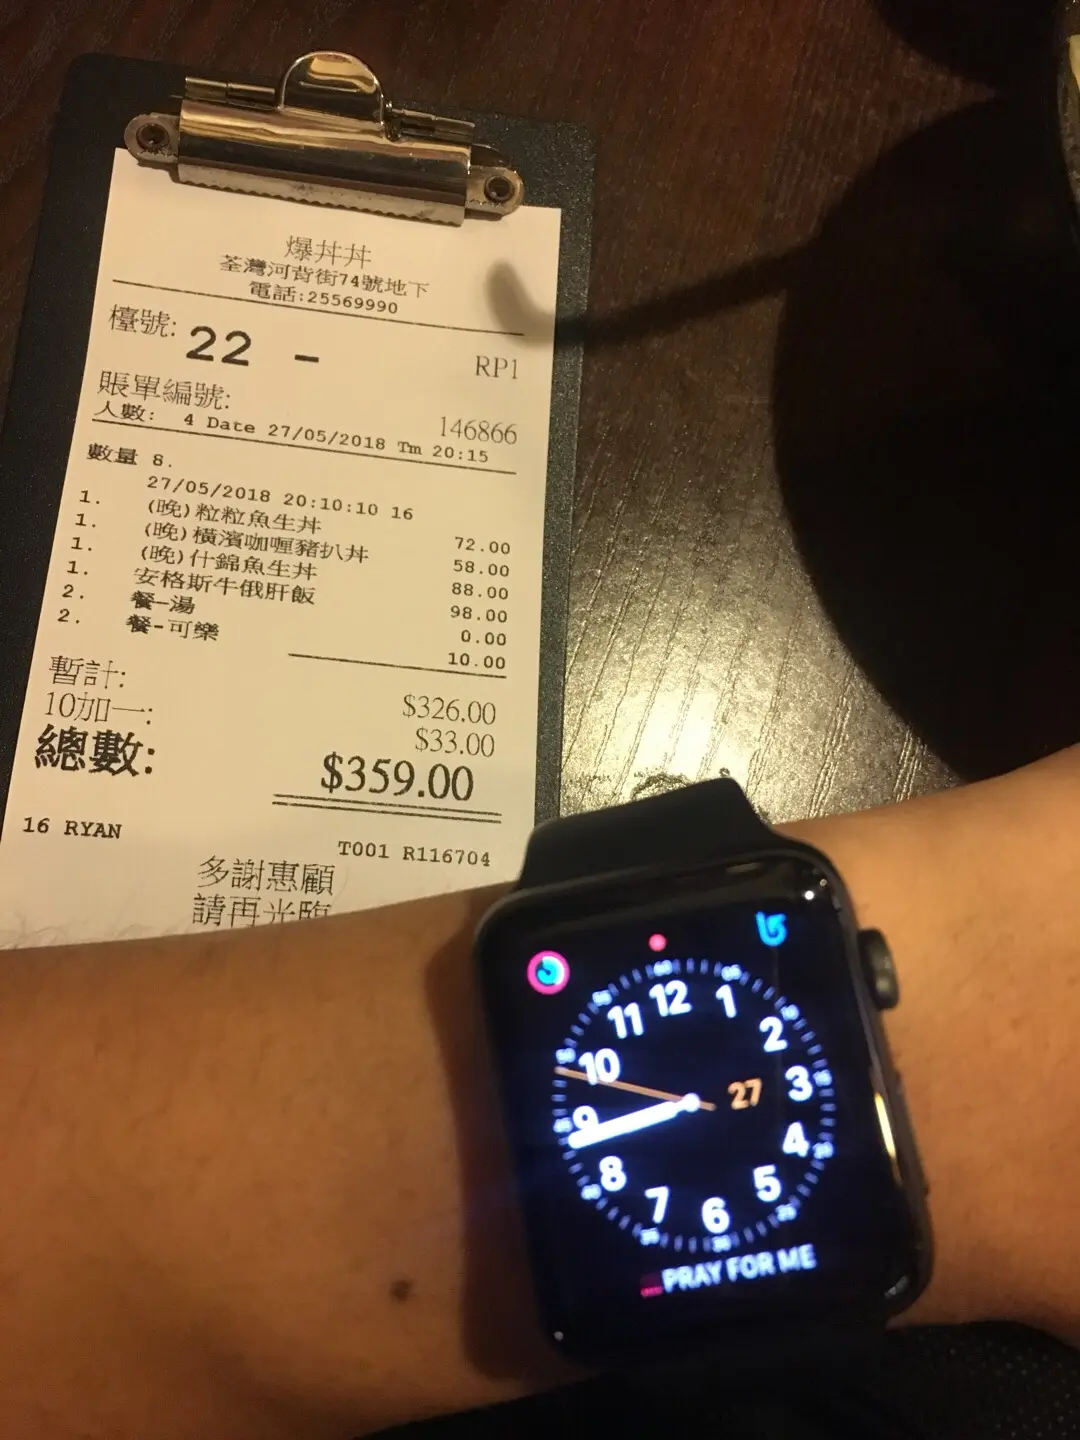 爆丼丼
荃灣河背街74號地下
電話:25569990
檯號: 22 - RP1
賬單編號: 146866
人數: 4 Date 27/05/2018 Tm 20:15
數量 8.
27/05/2018 20:10:10 16
1. (晚)粒粒魚生丼 72.00
1. (晚)橫濱咖喱豬扒丼 58.00
1. (晚)什錦魚生丼 88.00
1. 安格斯牛俄肝飯 98.00
2. 餐-湯 0.00
2. 餐-可樂 10.00
暫計: $326.00
10加一: $33.00
總數: $359.00
16 RYAN T001 R116704
多謝惠顧
請再光臨
12
11 1
10 2
9 27 3
8 4
7 5
6
PRAY FOR ME